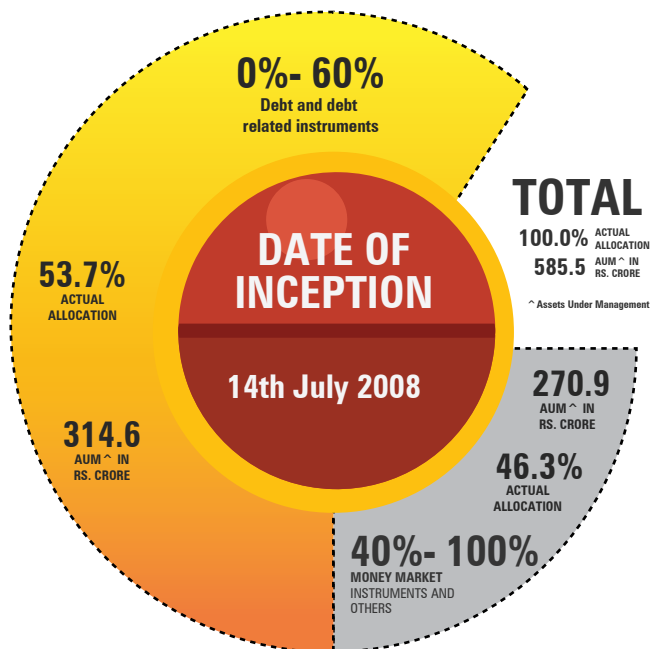 0%- 60%
Debt and debt
related instruments
TOTAL
100.0% ACTUAL
ALLOCATION
585.5 AUM^ IN
RS. CRORE
^ Assets Under Management
DATE OF
INCEPTION
14th July 2008
53.7%
ACTUAL
ALLOCATION
314.6
AUM^ IN
RS. CRORE
270.9
AUM^ IN
RS. CRORE
46.3%
ACTUAL
ALLOCATION
40%- 100%
MONEY MARKET
INSTRUMENTS AND
OTHERS